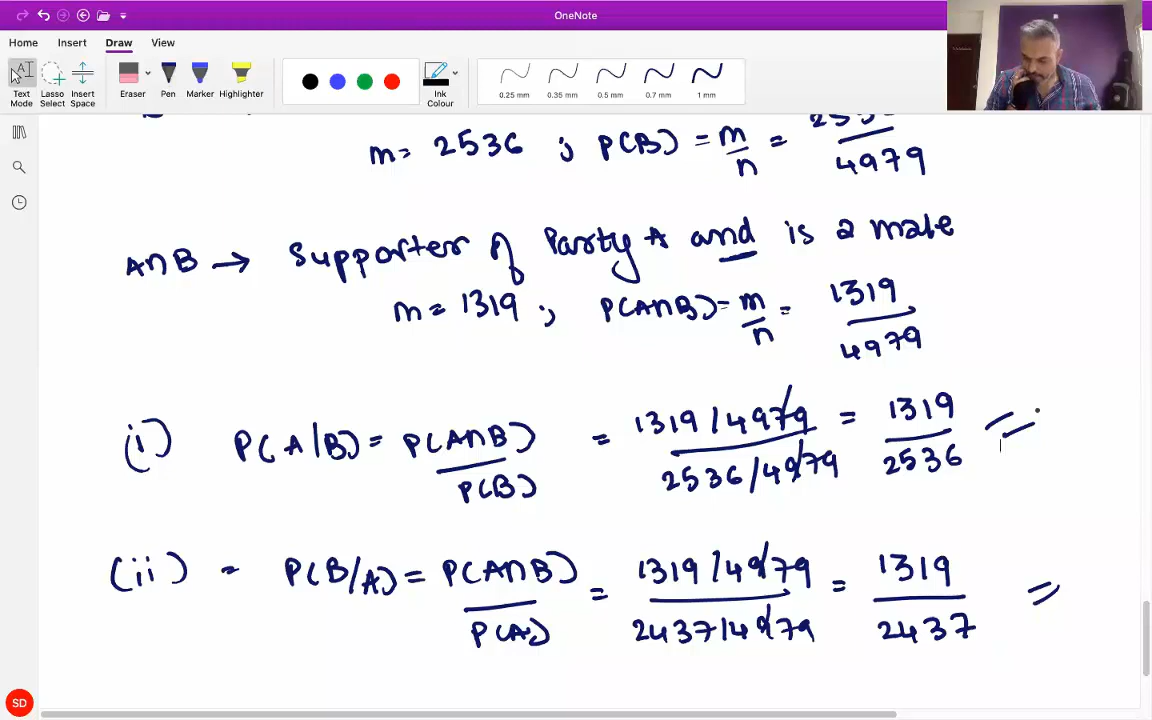 OneNote
Home Insert Draw View
Text Mode Lasso Select Insert Space Eraser Pen Marker Highlighter Ink Colour 0.25 mm 0.35 mm 0.5 mm 0.7 mm 1 mm
m = 2536 ; P(B) = m/n = 2536/4979
A∩B → Supporter of Party A and is a male
m = 1319 ; P(A∩B) = m/n = 1319/4979
(i) P(A/B) = P(A∩B)/P(B) = 1319/4979 / 2536/4979 = 1319/2536 =
(ii) = P(B/A) = P(A∩B)/P(A) = 1319/4979 / 2437/4979 = 1319/2437 =
SD